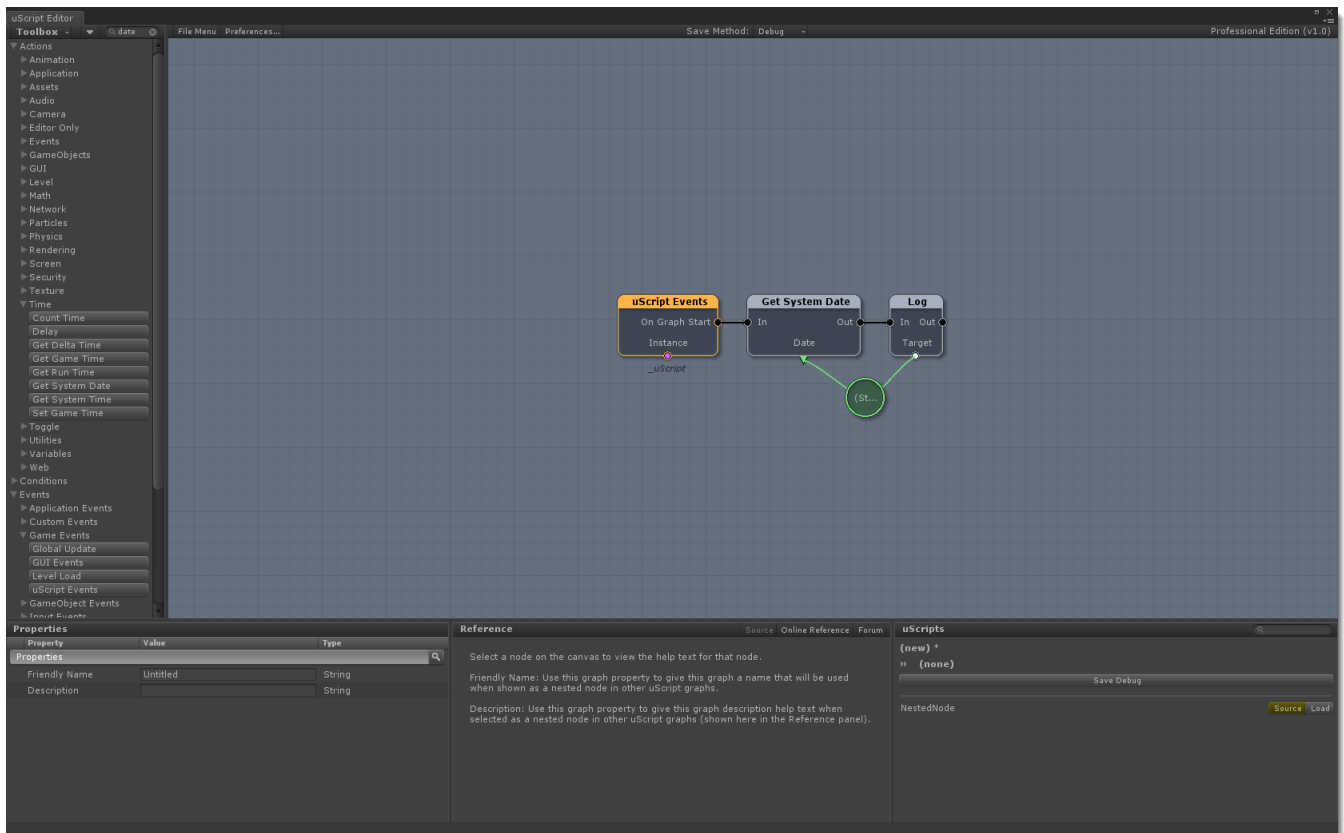 uScript Editor
Toolbox date File Menu Preferences... Save Method: Debug Professional Edition (v1.0)
Actions
Animation
Application
Assets
Audio
Camera
Editor Only
Events
GameObjects
GUI
Level
Math
Network
Particles
Physics
Rendering
Screen
Security
Texture
Time
Count Time
Delay
Get Delta Time
Get Game Time
Get Run Time
Get System Date
Get System Time
Set Game Time
Toggle
Utilities
Variables
Web
Conditions
Events
Application Events
Custom Events
Game Events
Global Update
GUI Events
Level Load
uScript Events
GameObject Events
Input Events
uScript Events
On Graph Start
Instance
_uScript
Get System Date
In Out
Date
Log
In Out
Target
(St...
Properties
Property Value Type
Properties
Friendly Name Untitled String
Description String
Reference Source Online Reference Forum
Select a node on the canvas to view the help text for that node.
Friendly Name: Use this graph property to give this graph a name that will be used
when shown as a nested node in other uScript graphs.
Description: Use this graph property to give this graph description help text when
selected as a nested node in other uScript graphs (shown here in the Reference panel).
uScripts
(new) *
(none)
Save Debug
NestedNode Source Load